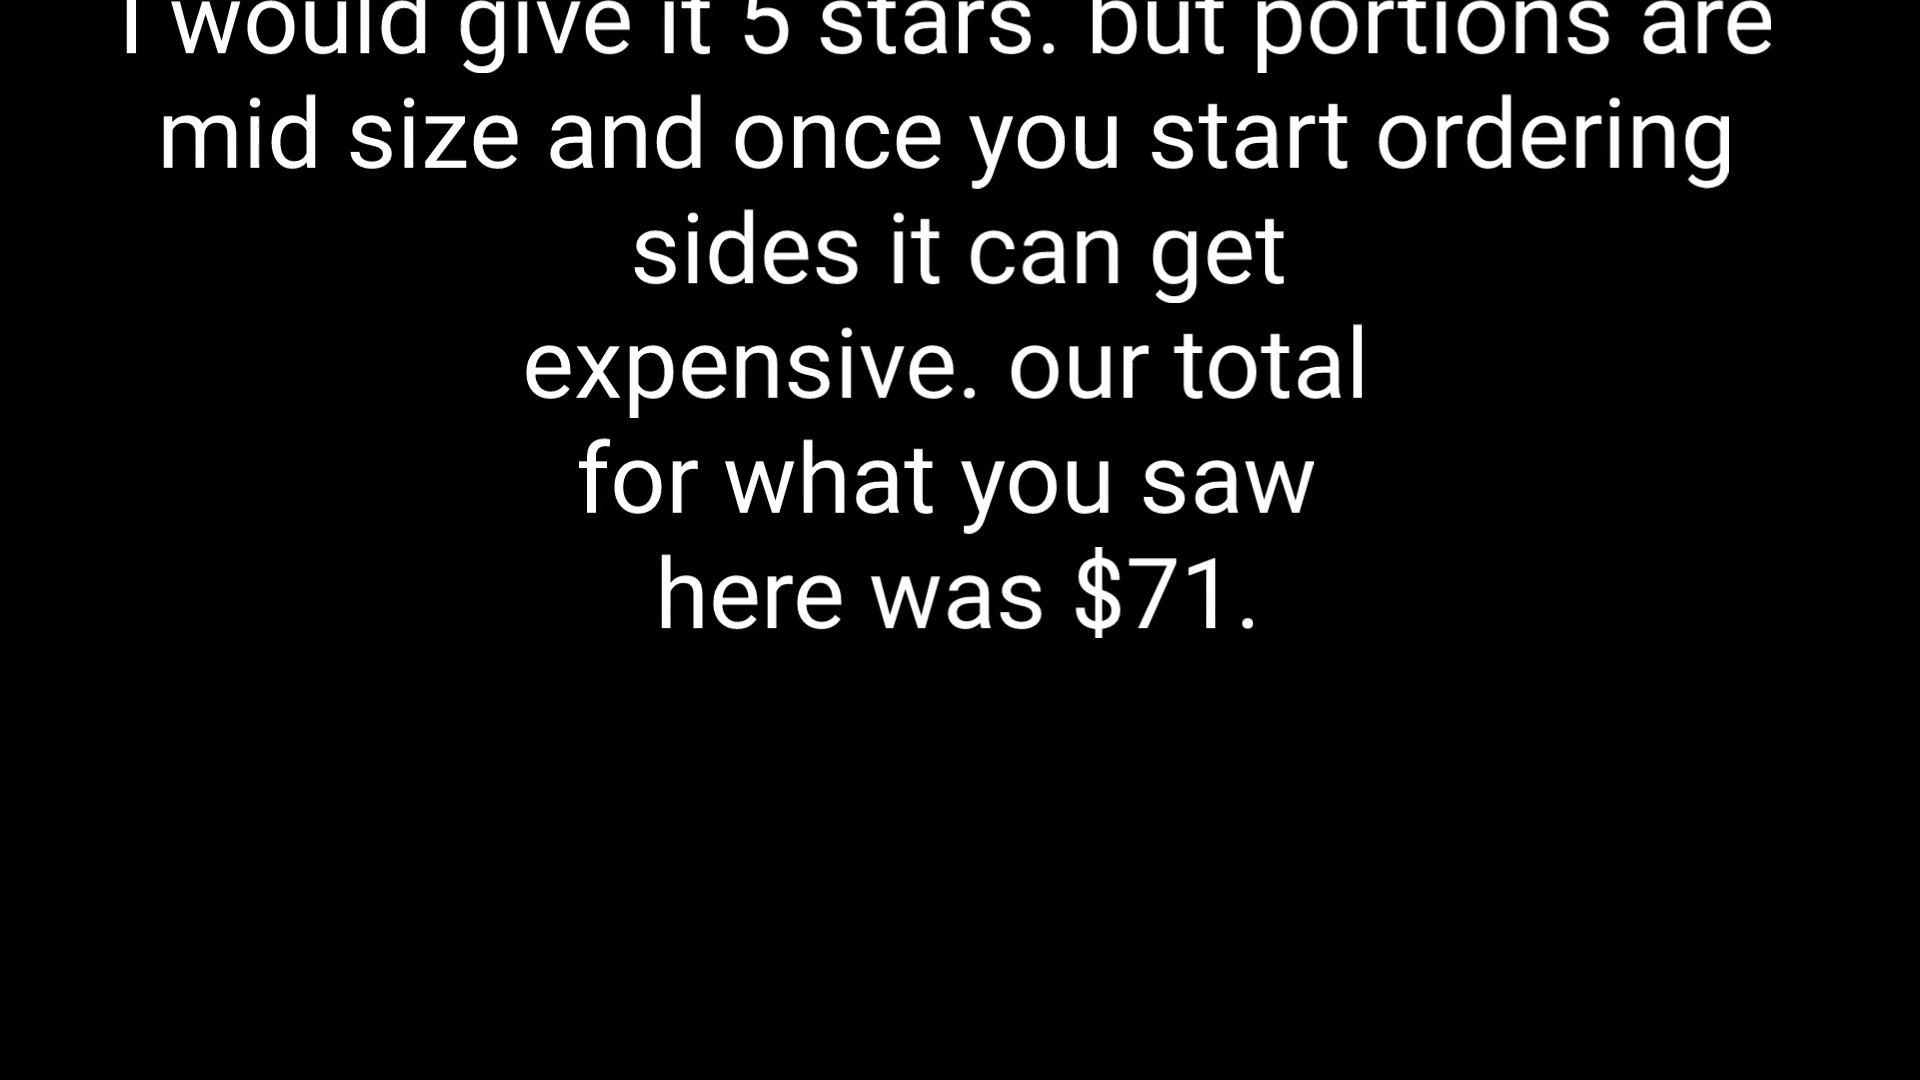 I would give it 5 stars. but portions are
mid size and once you start ordering
sides it can get
expensive. our total
for what you saw
here was $71.